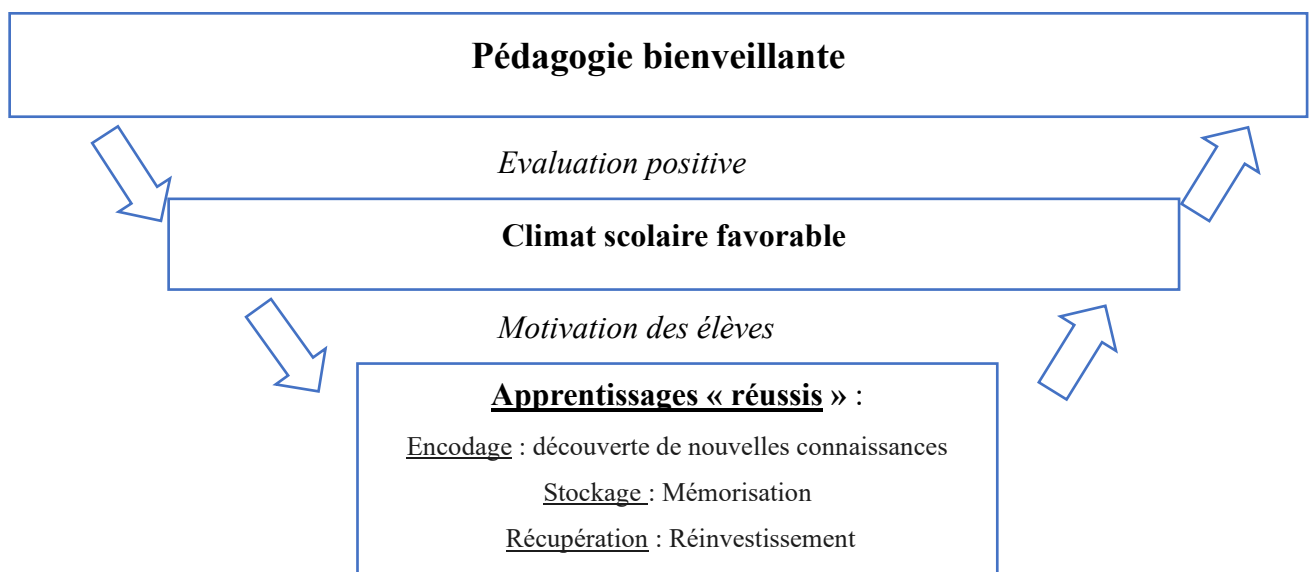 Pédagogie bienveillante
Evaluation positive
Climat scolaire favorable
Motivation des élèves
Apprentissages « réussis » :
Encodage : découverte de nouvelles connaissances
Stockage : Mémorisation
Récupération : Réinvestissement